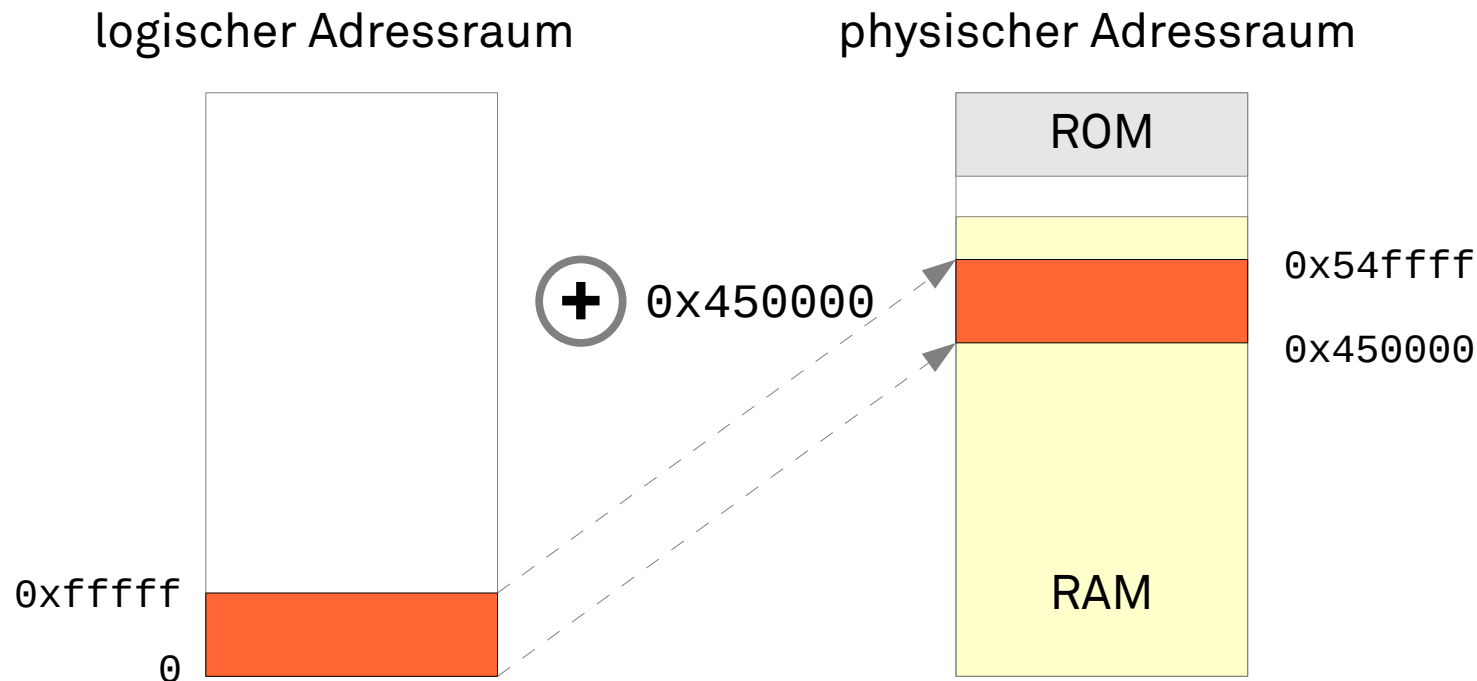 logischer Adressraum
physischer Adressraum
ROM
0x54ffff
+ 0x450000
0x450000
0xfffff
RAM
0